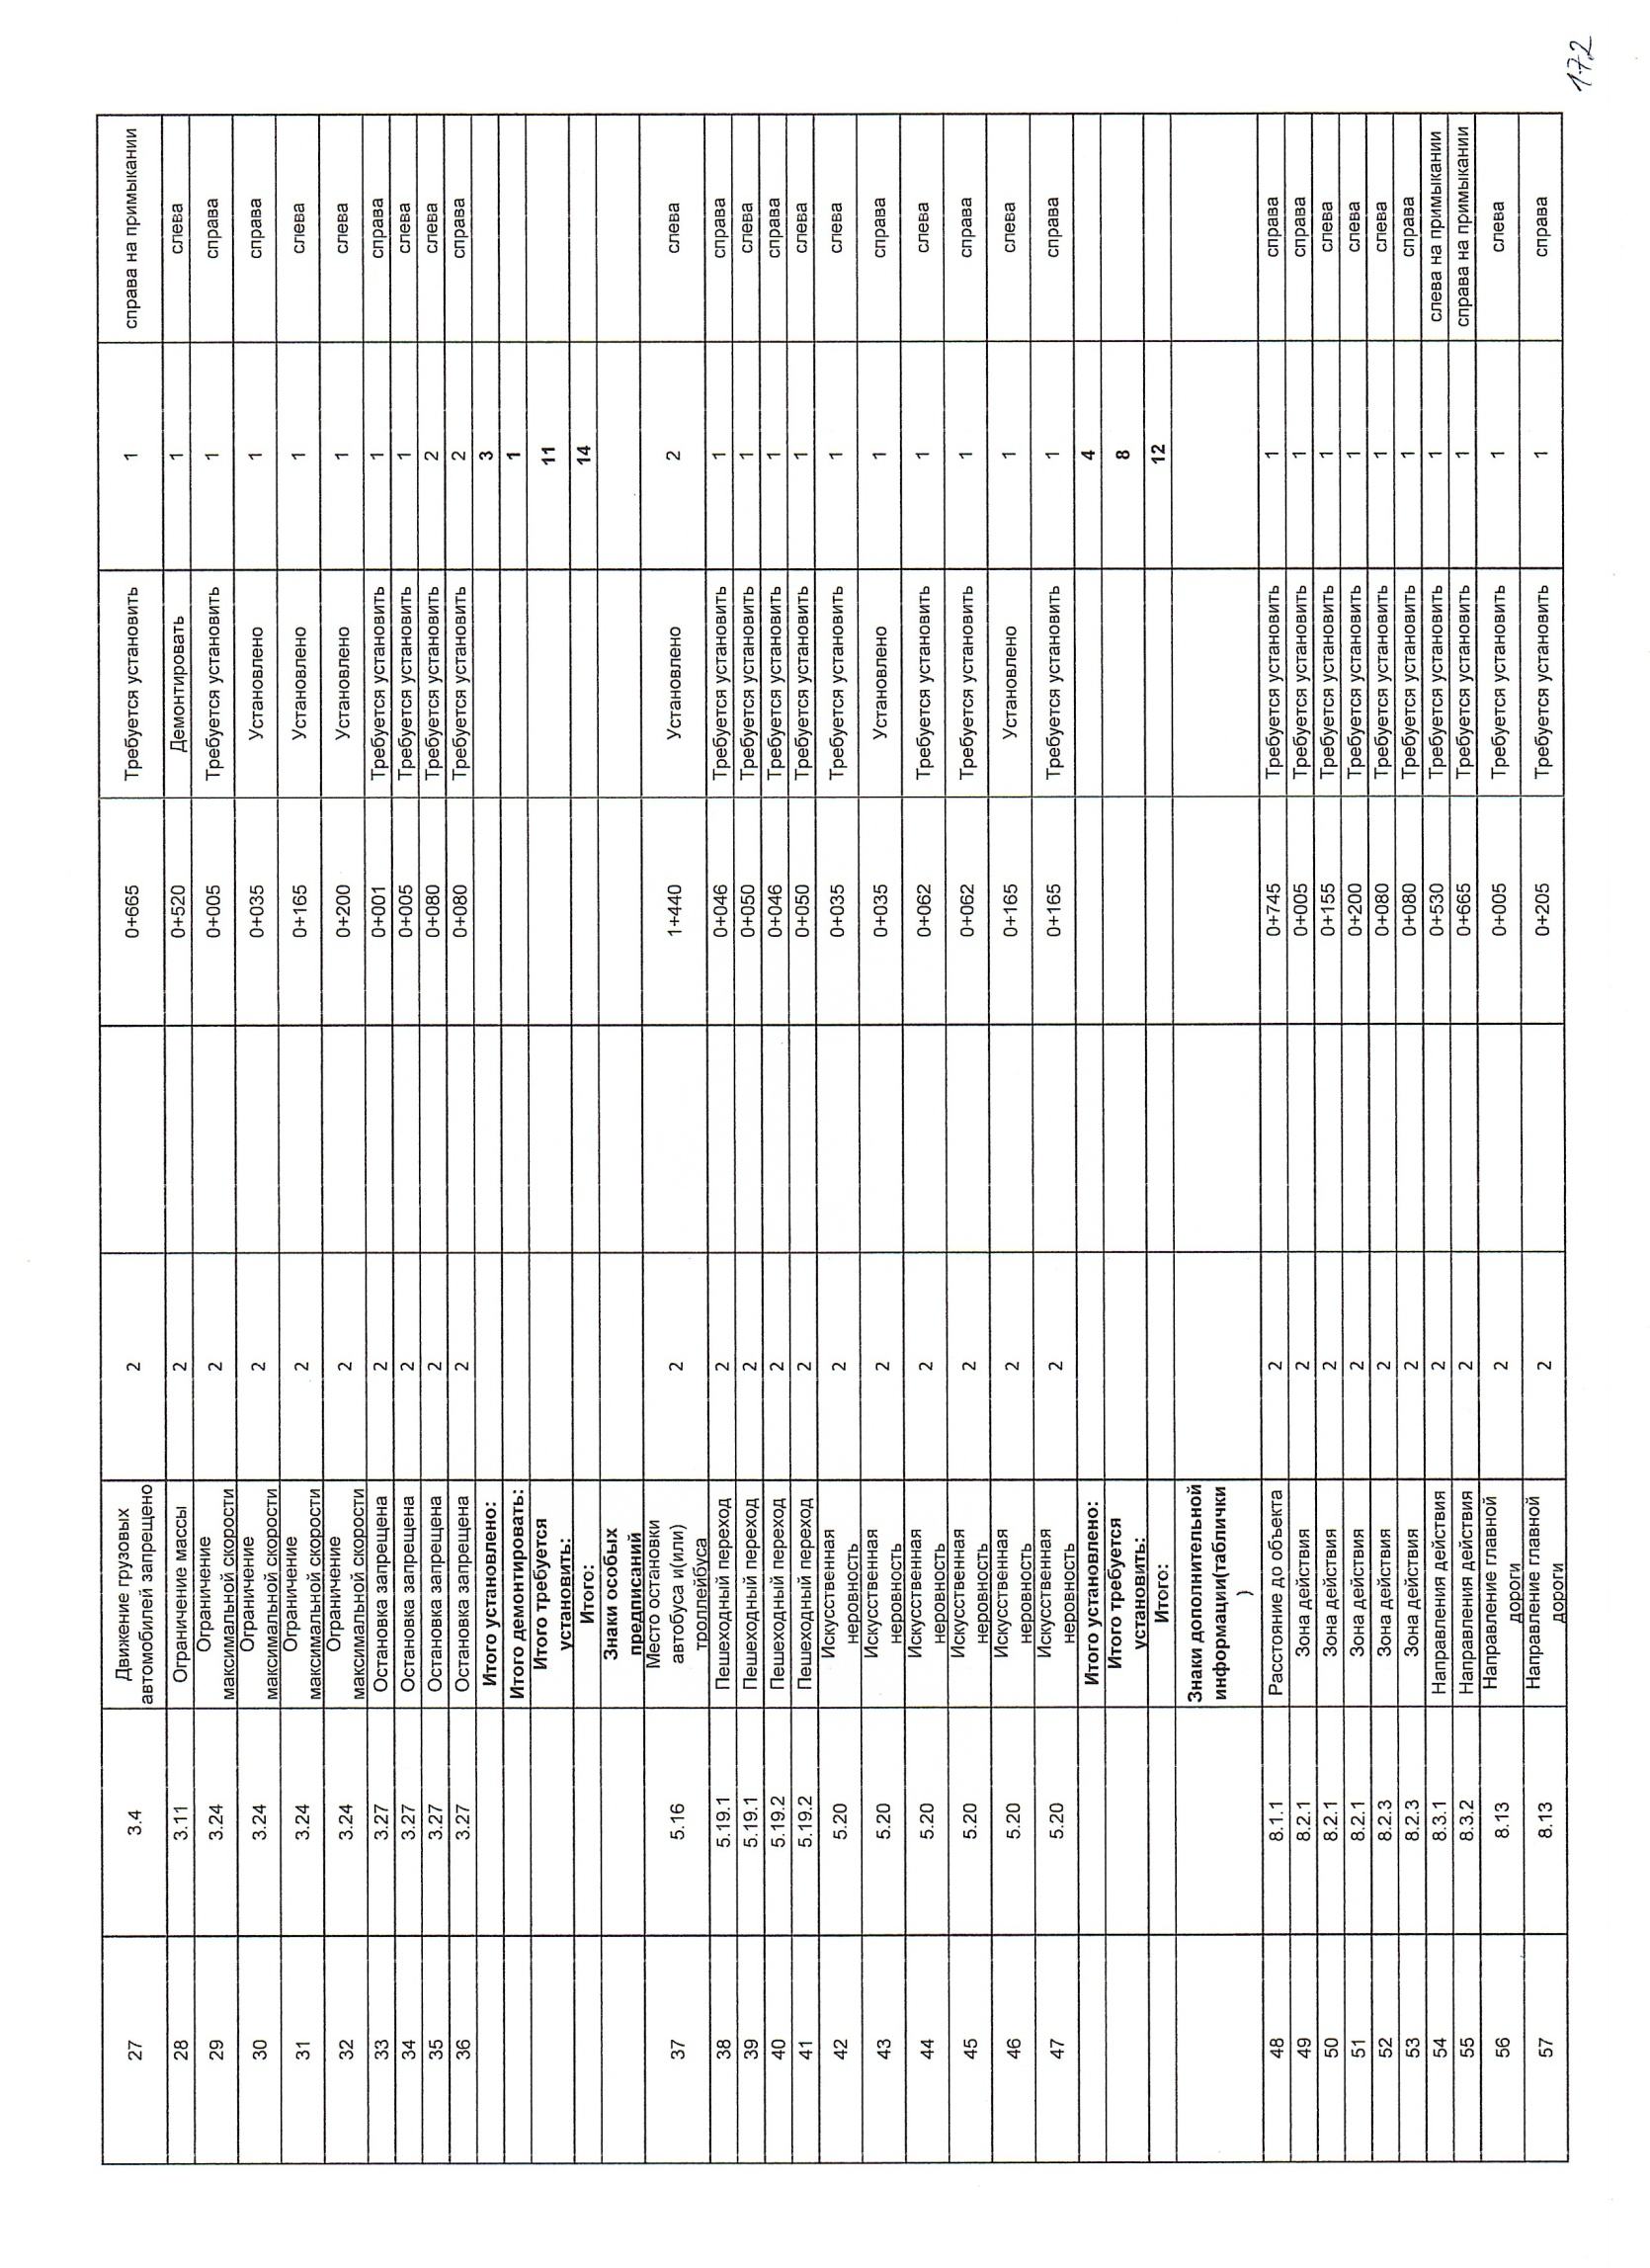 172
27 3.4 Движение грузовых автомобилей запрещено 2 0+665 Требуется установить 1 справа на примыкании
28 3.11 Ограничение массы 2 0+520 Демонтировать 1 слева
29 3.24 Ограничение максимальной скорости 2 0+005 Требуется установить 1 справа
30 3.24 Ограничение максимальной скорости 2 0+035 Установлено 1 справа
31 3.24 Ограничение максимальной скорости 2 0+165 Установлено 1 слева
32 3.24 Ограничение максимальной скорости 2 0+200 Установлено 1 слева
33 3.27 Остановка запрещена 2 0+001 Требуется установить 1 справа
34 3.27 Остановка запрещена 2 0+005 Требуется установить 1 слева
35 3.27 Остановка запрещена 2 0+080 Требуется установить 2 слева
36 3.27 Остановка запрещена 2 0+080 Требуется установить 2 справа
Итого установлено: 3
Итого демонтировать: 1
Итого требуется установить: 11
Итого: 14
Знаки особых предписаний
37 5.16 Место остановки автобуса и(или) троллейбуса 2 1+440 Установлено 2 слева
38 5.19.1 Пешеходный переход 2 0+046 Требуется установить 1 справа
39 5.19.1 Пешеходный переход 2 0+050 Требуется установить 1 слева
40 5.19.2 Пешеходный переход 2 0+046 Требуется установить 1 справа
41 5.19.2 Пешеходный переход 2 0+050 Требуется установить 1 слева
42 5.20 Искусственная неровность 2 0+035 Требуется установить 1 слева
43 5.20 Искусственная неровность 2 0+035 Установлено 1 справа
44 5.20 Искусственная неровность 2 0+062 Требуется установить 1 слева
45 5.20 Искусственная неровность 2 0+062 Требуется установить 1 справа
46 5.20 Искусственная неровность 2 0+165 Установлено 1 слева
47 5.20 Искусственная неровность 2 0+165 Требуется установить 1 справа
Итого установлено: 4
Итого требуется установить: 8
Итого: 12
Знаки дополнительной информации(таблички)
48 8.1.1 Расстояние до объекта 2 0+745 Требуется установить 1 справа
49 8.2.1 Зона действия 2 0+005 Требуется установить 1 справа
50 8.2.1 Зона действия 2 0+155 Требуется установить 1 слева
51 8.2.1 Зона действия 2 0+200 Требуется установить 1 слева
52 8.2.3 Зона действия 2 0+080 Требуется установить 1 слева
53 8.2.3 Зона действия 2 0+080 Требуется установить 1 справа
54 8.3.1 Направления действия 2 0+530 Требуется установить 1 слева на примыкании
55 8.3.2 Направления действия 2 0+665 Требуется установить 1 справа на примыкании
56 8.13 Направление главной дороги 2 0+005 Требуется установить 1 слева
57 8.13 Направление главной дороги 2 0+205 Требуется установить 1 справа